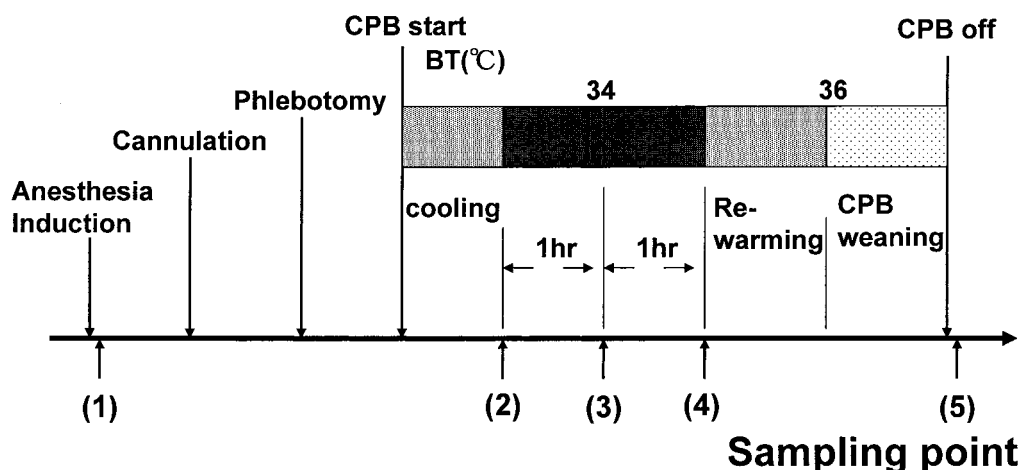 CPB start
CPB off
BT(℃)
34
36
Phlebotomy
Cannulation
Anesthesia
Induction
cooling
Re-
warming
CPB
weaning
1hr
1hr
(1)
(2)
(3)
(4)
(5)
Sampling point